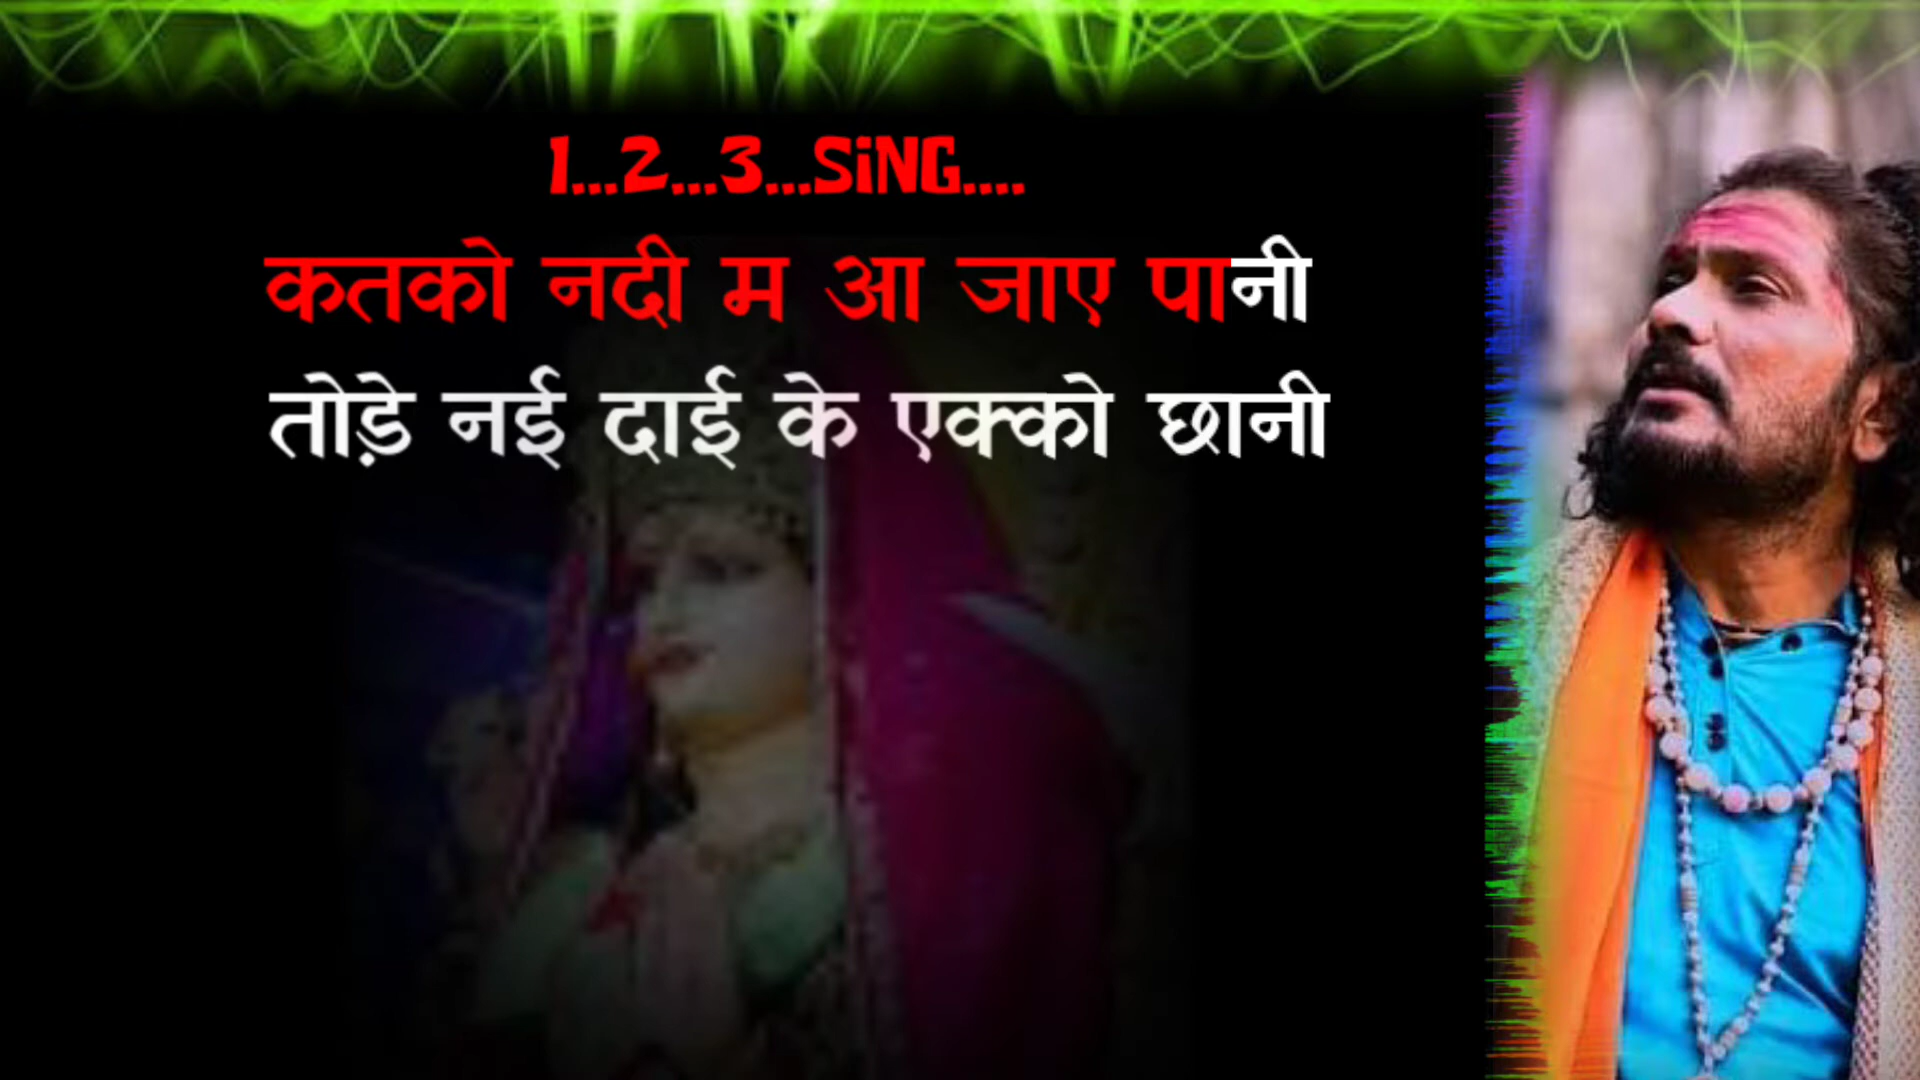 1...2...3...SiNG....
कतको नदी म आ जाए पानी
तोड़े नई दाई के एक्को छानी